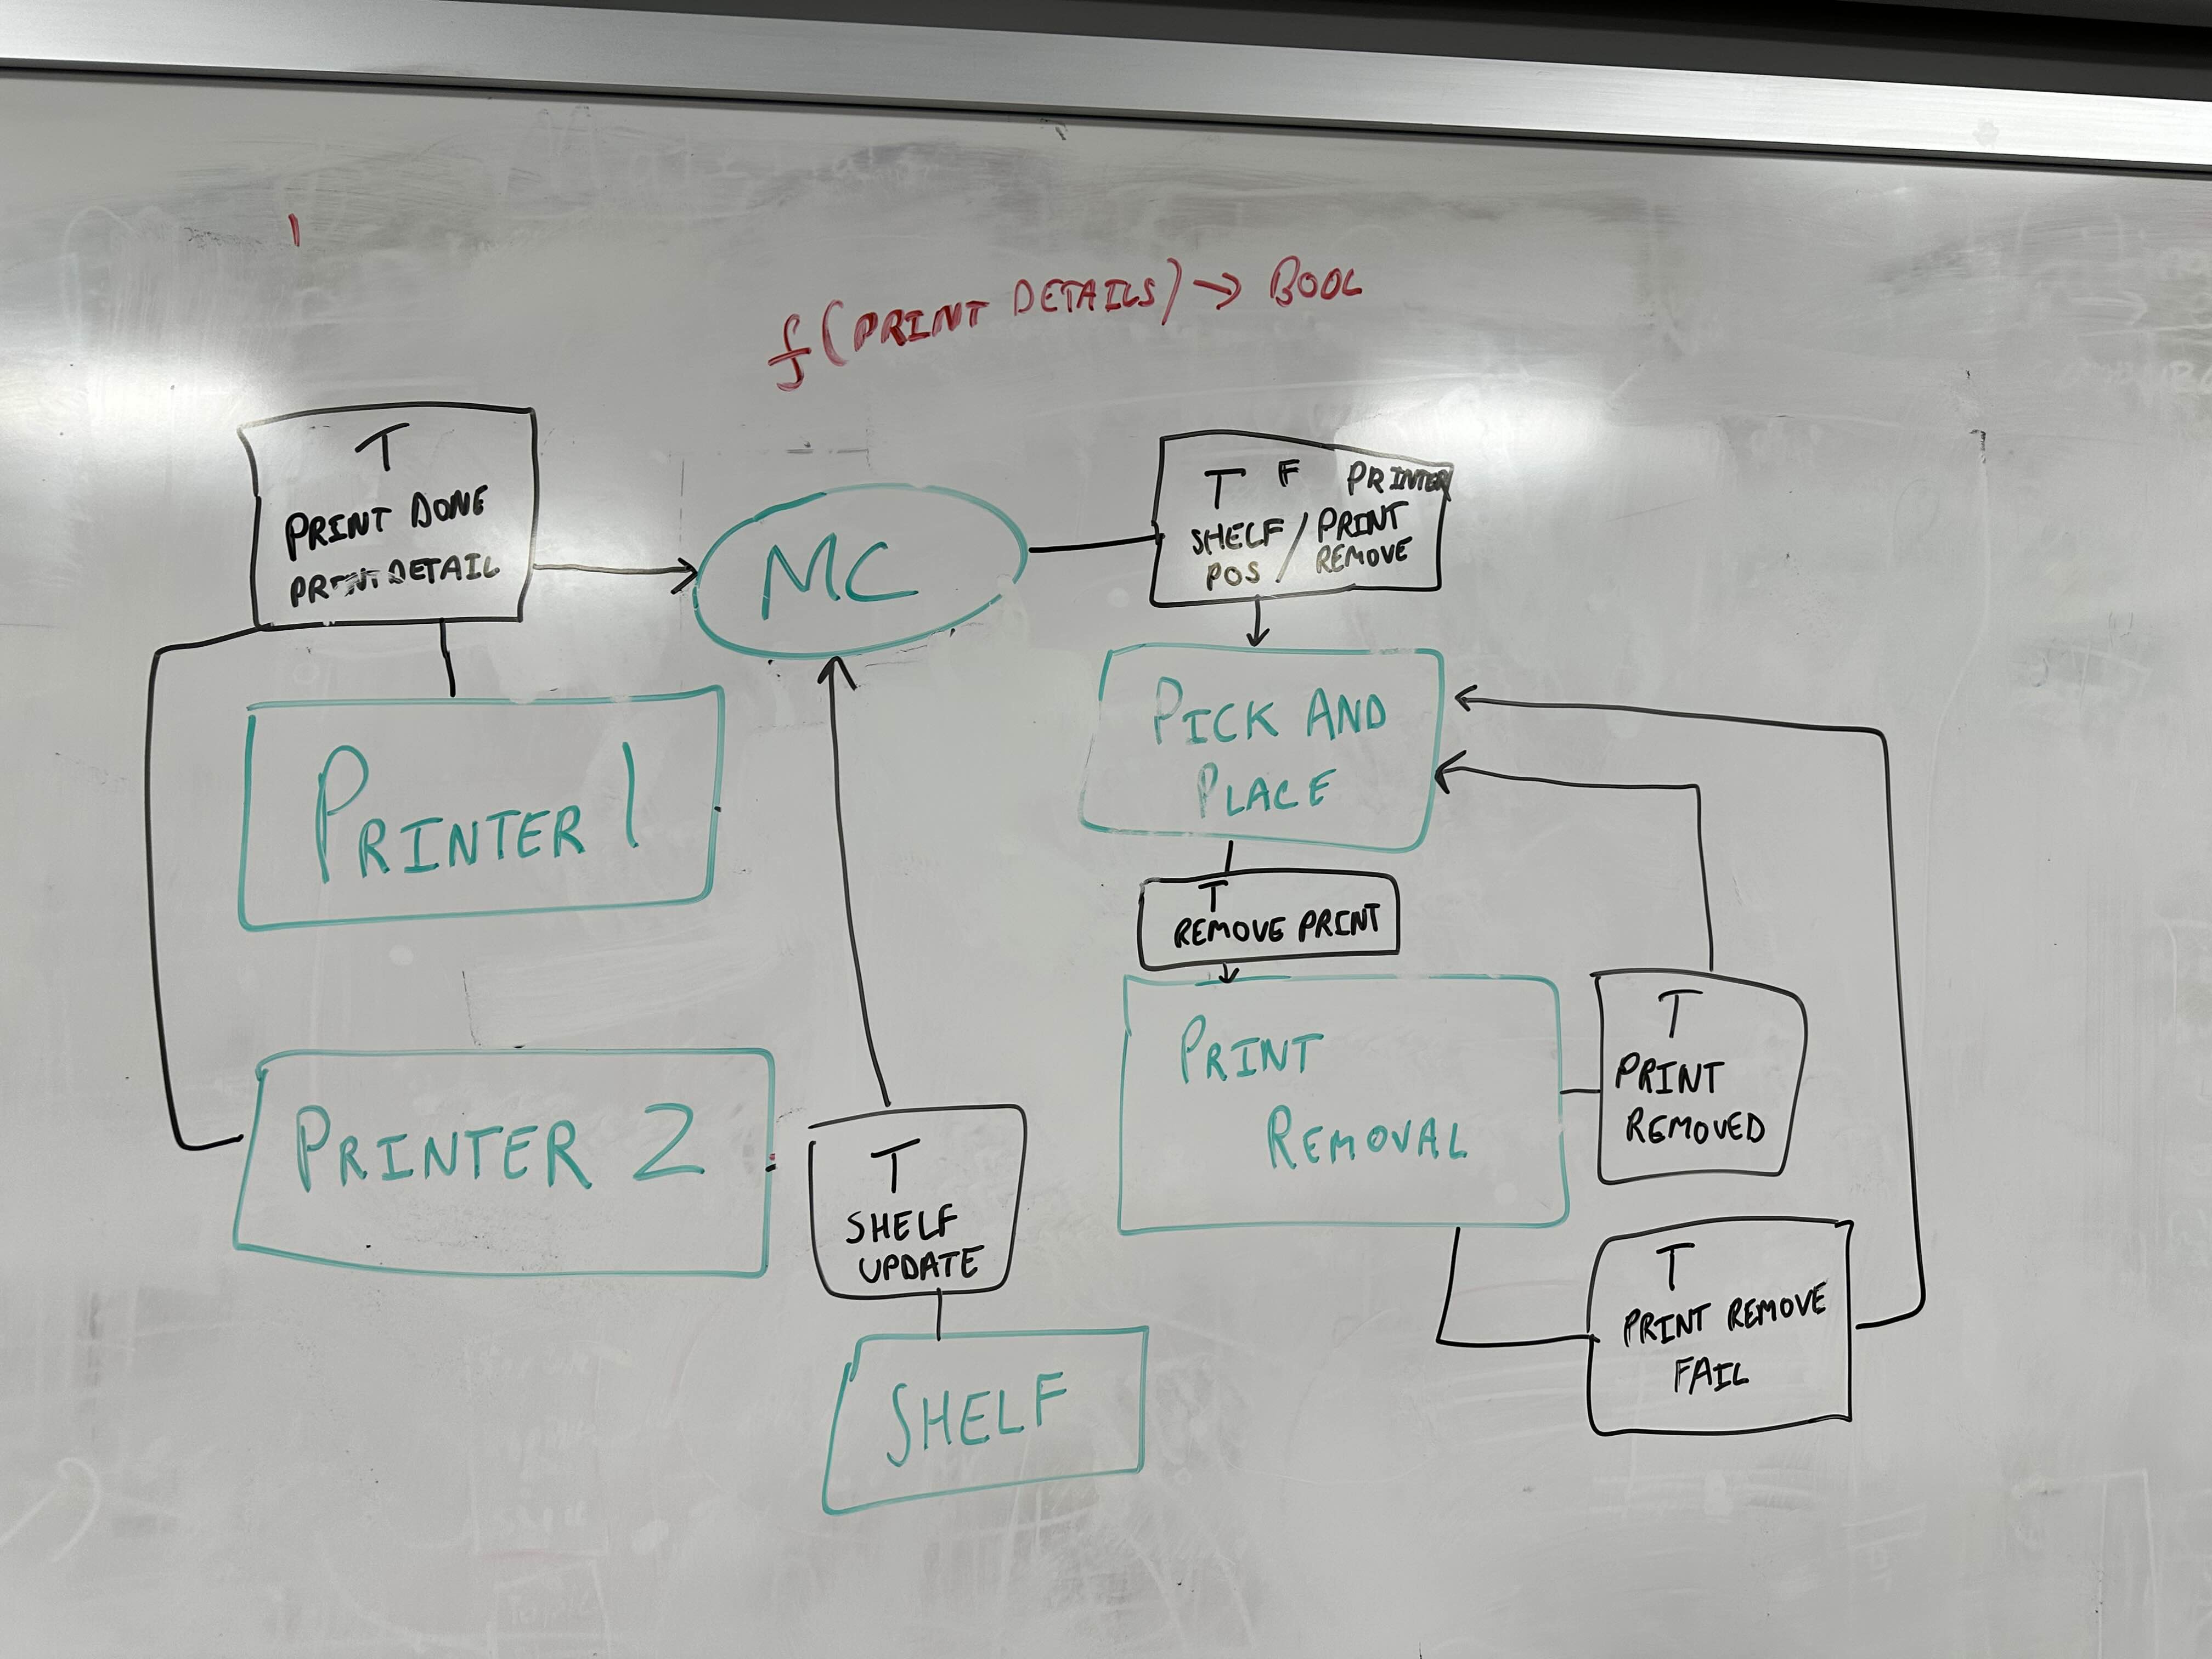 f(PRINT DETAILS) → BOOL
T
PRINT DONE
PRINT DETAIL
MC
T F PRINTER
SHELF / PRINT
POS / REMOVE
PRINTER 1
PICK AND
PLACE
T
REMOVE PRINT
PRINTER 2
PRINT
REMOVAL
T
PRINT
REMOVED
T
SHELF
UPDATE
T
PRINT REMOVE
FAIL
SHELF